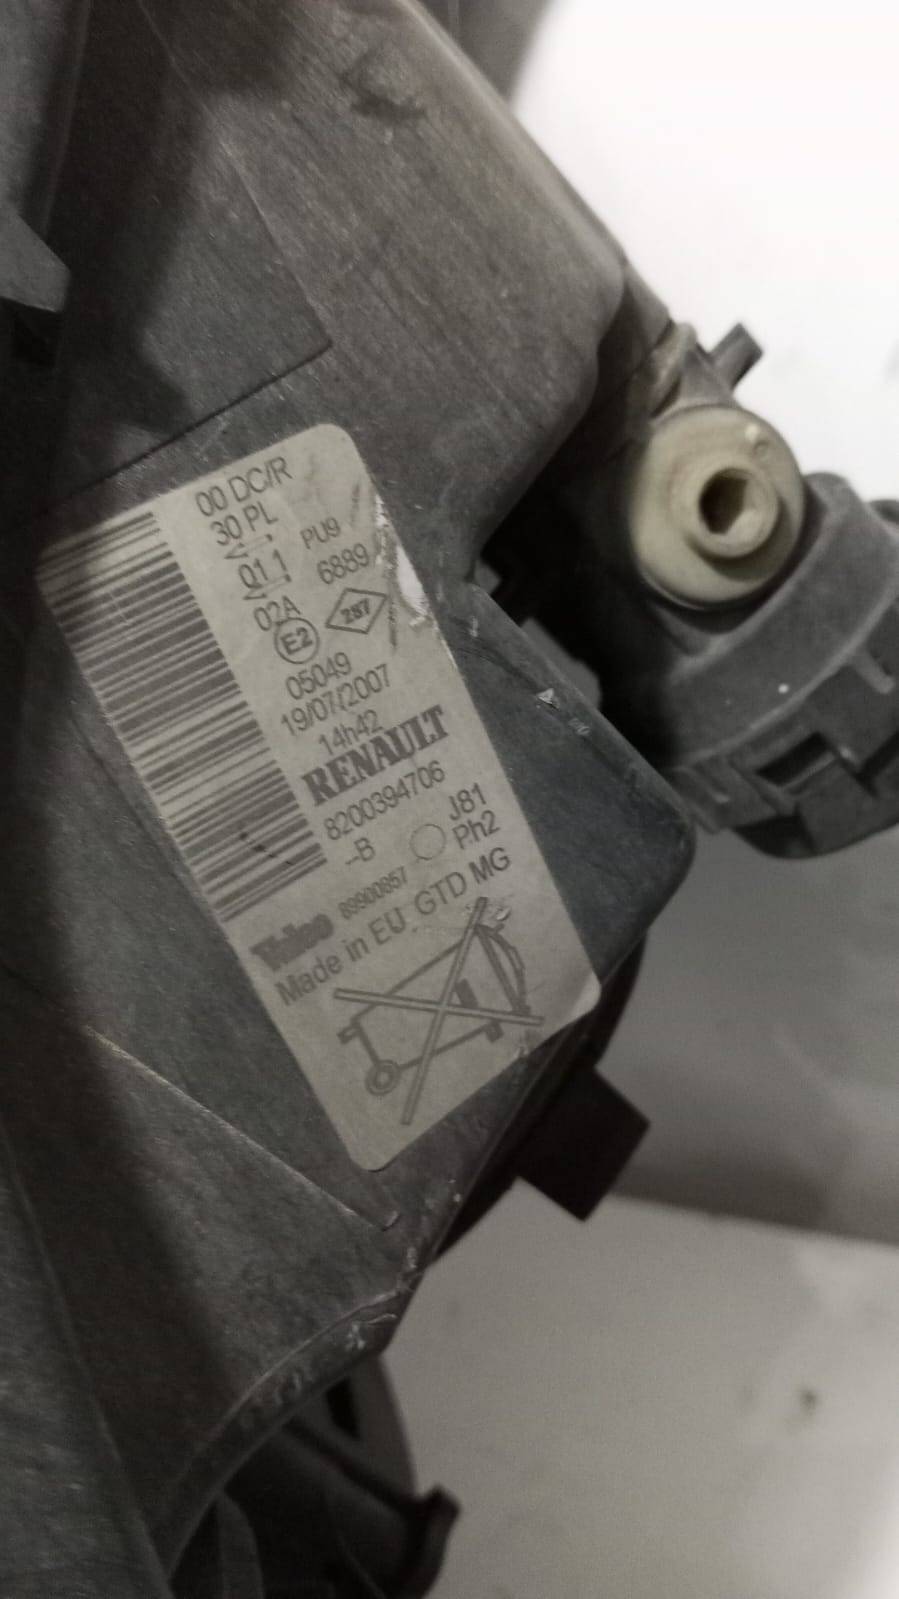 00 DC/R
30 PL
01 1
02A
PU9
6889
E2
05049
19/07/2007
14h42
RENAULT
8200394706
--B
J81
Ph2
Valeo 89900857
Made in EU GTD MG